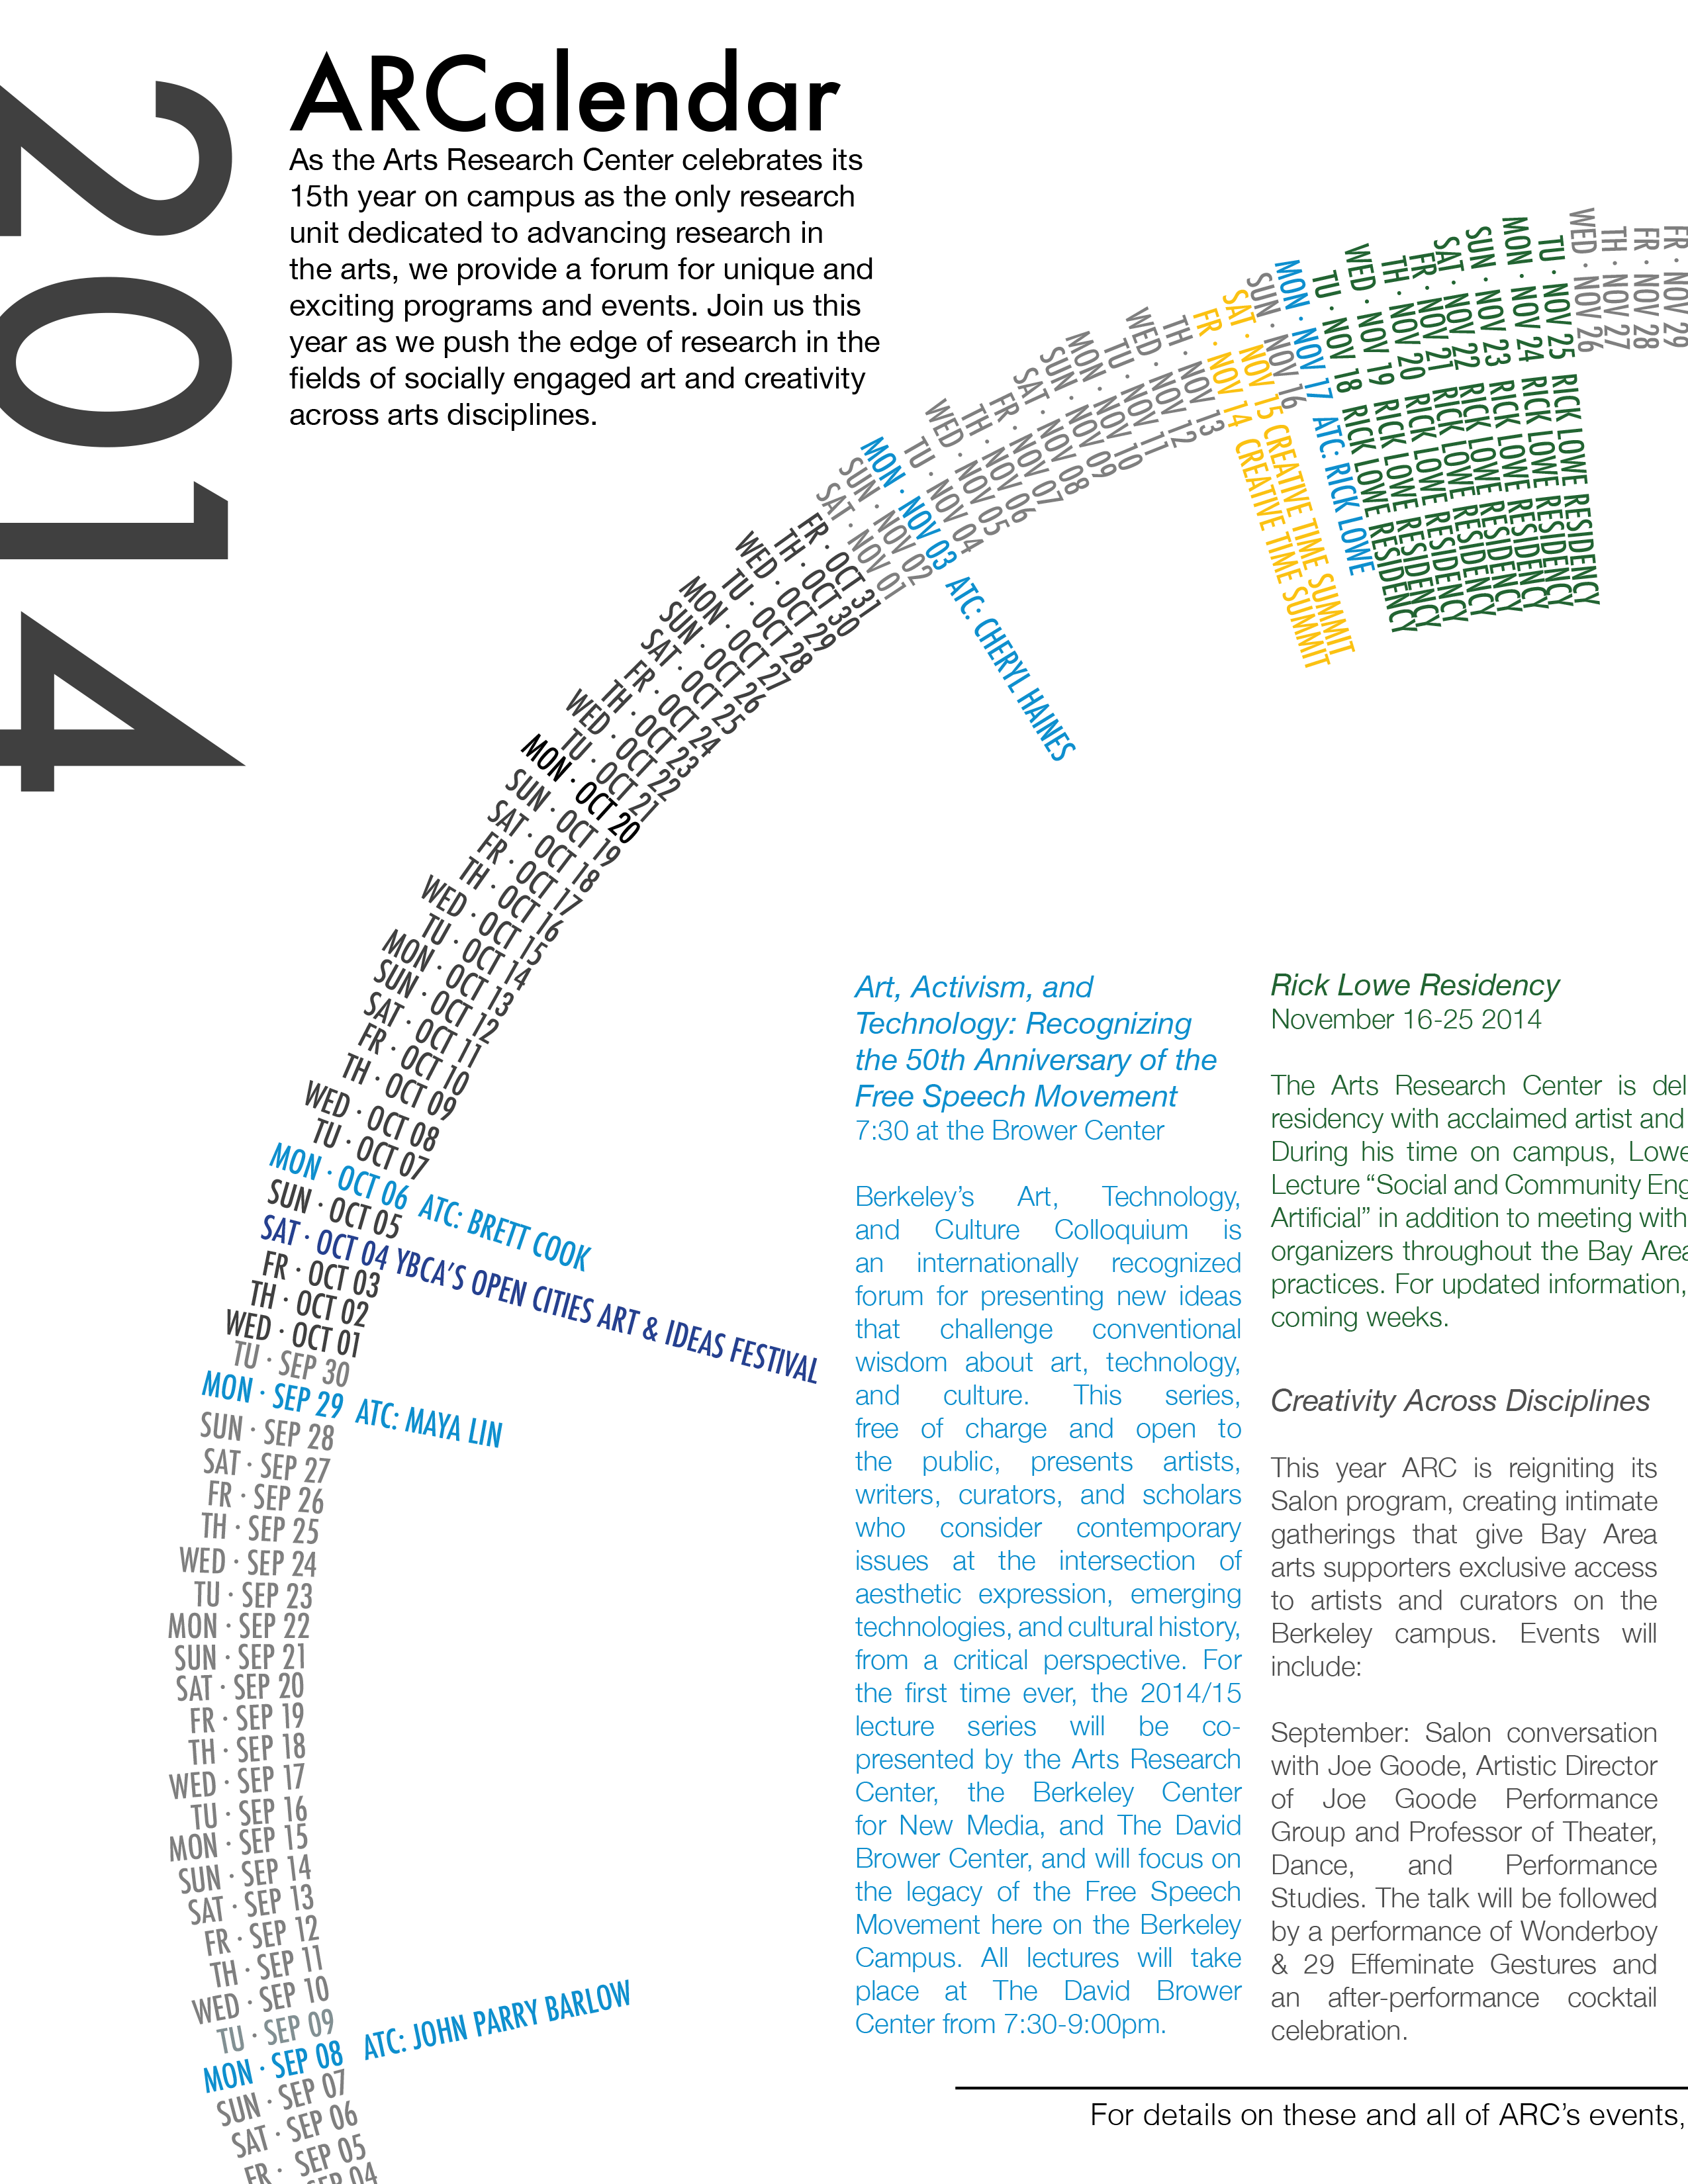 2014
ARCalendar
As the Arts Research Center celebrates its
15th year on campus as the only research
unit dedicated to advancing research in
the arts, we provide a forum for unique and
exciting programs and events. Join us this
year as we push the edge of research in the
fields of socially engaged art and creativity
across arts disciplines.
FR · NOV 29
FR · NOV 28
TH · NOV 27
WED · NOV 26
TU · NOV 25 RICK LOWE RESIDENCY
MON · NOV 24 RICK LOWE RESIDENCY
SUN · NOV 23 RICK LOWE RESIDENCY
SAT · NOV 22 RICK LOWE RESIDENCY
FR · NOV 21 RICK LOWE RESIDENCY
TH · NOV 20 RICK LOWE RESIDENCY
WED · NOV 19 RICK LOWE RESIDENCY
TU · NOV 18 RICK LOWE RESIDENCY
MON · NOV 17 ATC: RICK LOWE
SUN · NOV 16
SAT · NOV 15 CREATIVE TIME SUMMIT
FR · NOV 14 CREATIVE TIME SUMMIT
TH · NOV 13
WED · NOV 12
TU · NOV 11
MON · NOV 10
SUN · NOV 09
SAT · NOV 08
FR · NOV 07
TH · NOV 06
WED · NOV 05
TU · NOV 04
MON · NOV 03 ATC: CHERYL HAINES
SUN · NOV 02
SAT · NOV 01
FR · OCT 31
TH · OCT 30
WED · OCT 29
TU · OCT 28
MON · OCT 27
SUN · OCT 26
SAT · OCT 25
FR · OCT 24
TH · OCT 23
WED · OCT 22
TU · OCT 21
MON · OCT 20
SUN · OCT 19
SAT · OCT 18
FR · OCT 17
TH · OCT 16
WED · OCT 15
TU · OCT 14
MON · OCT 13
SUN · OCT 12
SAT · OCT 11
FR · OCT 10
TH · OCT 09
WED · OCT 08
TU · OCT 07
MON · OCT 06 ATC: BRETT COOK
SUN · OCT 05
SAT · OCT 04 YBCA'S OPEN CITIES ART & IDEAS FESTIVAL
FR · OCT 03
TH · OCT 02
WED · OCT 01
TU · SEP 30
MON · SEP 29 ATC: MAYA LIN
SUN · SEP 28
SAT · SEP 27
FR · SEP 26
TH · SEP 25
WED · SEP 24
TU · SEP 23
MON · SEP 22
SUN · SEP 21
SAT · SEP 20
FR · SEP 19
TH · SEP 18
WED · SEP 17
TU · SEP 16
MON · SEP 15
SUN · SEP 14
SAT · SEP 13
FR · SEP 12
TH · SEP 11
WED · SEP 10
TU · SEP 09
MON · SEP 08 ATC: JOHN PARRY BARLOW
SUN · SEP 07
SAT · SEP 06
FR · SEP 05
SEP 04
Art, Activism, and
Technology: Recognizing
the 50th Anniversary of the
Free Speech Movement
7:30 at the Brower Center
Berkeley's Art, Technology,
and Culture Colloquium is
an internationally recognized
forum for presenting new ideas
that challenge conventional
wisdom about art, technology,
and culture. This series,
free of charge and open to
the public, presents artists,
writers, curators, and scholars
who consider contemporary
issues at the intersection of
aesthetic expression, emerging
technologies, and cultural history,
from a critical perspective. For
the first time ever, the 2014/15
lecture series will be co-
presented by the Arts Research
Center, the Berkeley Center
for New Media, and The David
Brower Center, and will focus on
the legacy of the Free Speech
Movement here on the Berkeley
Campus. All lectures will take
place at The David Brower
Center from 7:30-9:00pm.
Rick Lowe Residency
November 16-25 2014
The Arts Research Center is del
residency with acclaimed artist and
During his time on campus, Lowe
Lecture “Social and Community Eng
Artificial” in addition to meeting with
organizers throughout the Bay Area
practices. For updated information,
coming weeks.
Creativity Across Disciplines
This year ARC is reigniting its
Salon program, creating intimate
gatherings that give Bay Area
arts supporters exclusive access
to artists and curators on the
Berkeley campus. Events will
include:
September: Salon conversation
with Joe Goode, Artistic Director
of Joe Goode Performance
Group and Professor of Theater,
Dance, and Performance
Studies. The talk will be followed
by a performance of Wonderboy
& 29 Effeminate Gestures and
an after-performance cocktail
celebration.
For details on these and all of ARC's events,